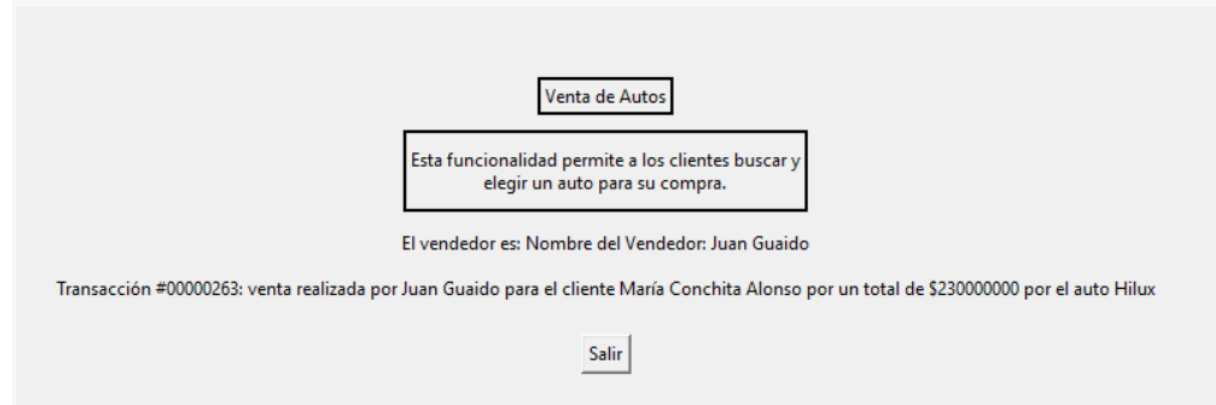 Venta de Autos
Esta funcionalidad permite a los clientes buscar y
elegir un auto para su compra.
El vendedor es: Nombre del Vendedor: Juan Guaido
Transacción #00000263: venta realizada por Juan Guaido para el cliente María Conchita Alonso por un total de $230000000 por el auto Hilux
Salir